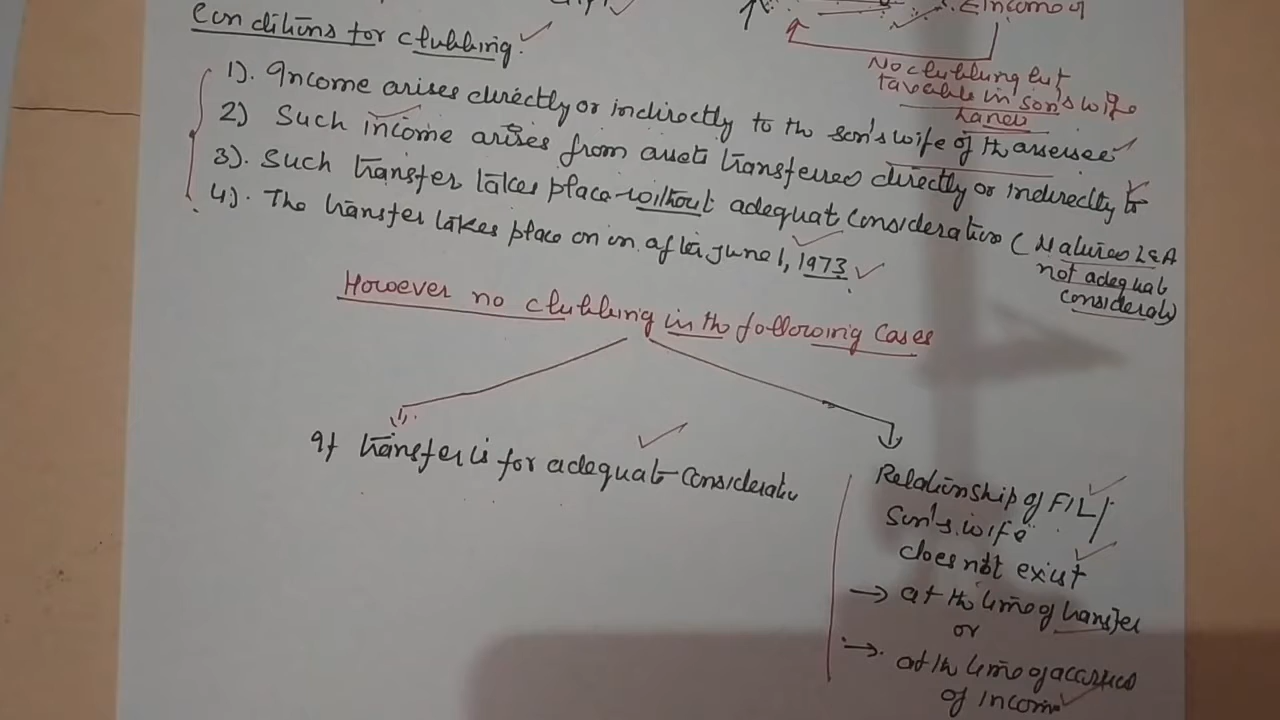 Σ Income of
Conditions for clubbing.
No clubbing but
taxable in son's wife
hands
1). Income arises directly or indirectly to the son's wife of the assessee
2) Such income arises from assets transferred directly or indirectly to
3). Such transfer takes place without adequate consideration ( Natural L&A
not adequate
consideratn)
4). The transfer takes place on or after June 1, 1973.
However no clubbing in the following cases
If transfer is for adequate consideratn
Relationship of FIL/
Son's wife
does not exist
→ at the time of transfer
or
→ at the time of accrual
of income